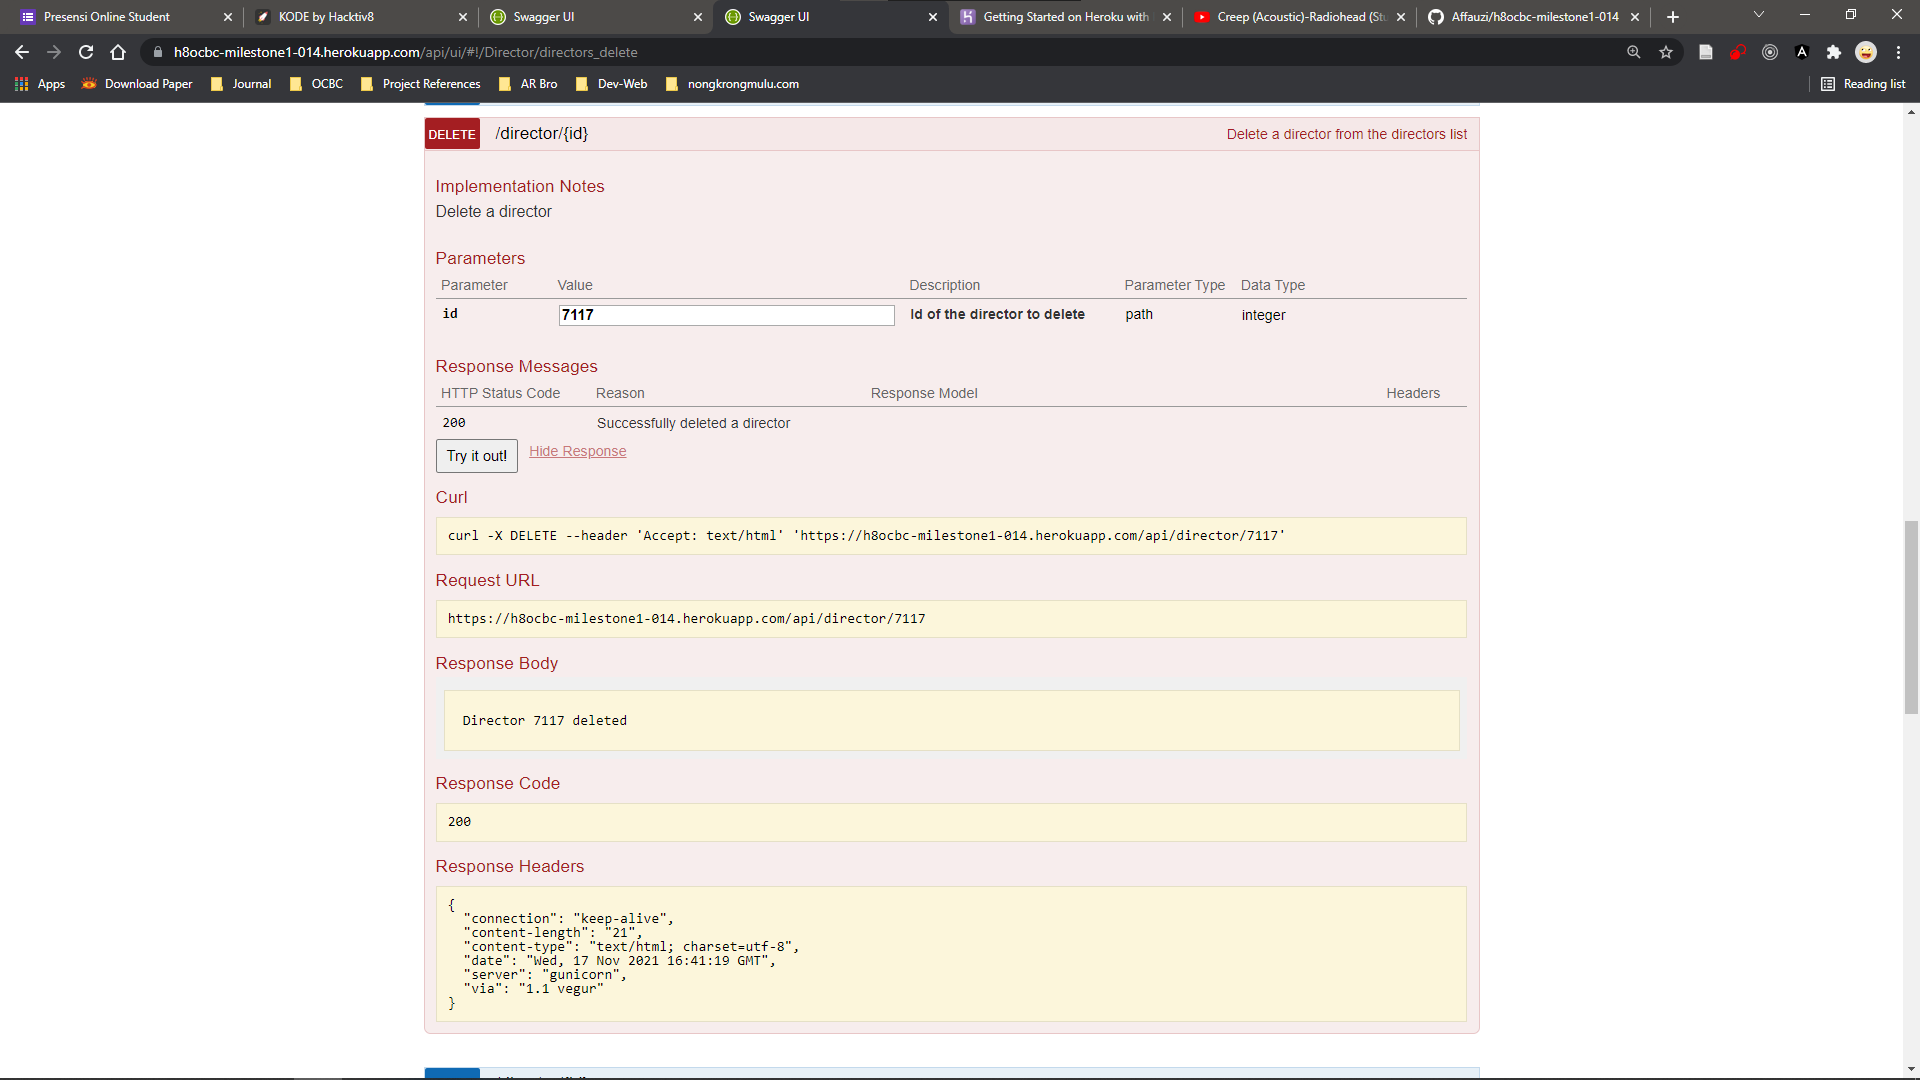 Presensi Online Student
KODE by Hacktiv8
Swagger UI
Swagger UI
Getting Started on Heroku with
Creep (Acoustic)-Radiohead (Stu
Affauzi/h8ocbc-milestone1-014
h8ocbc-milestone1-014.herokuapp.com/api/ui/#!/Director/directors_delete
Apps
Download Paper
Journal
OCBC
Project References
AR Bro
Dev-Web
nongkrongmulu.com
Reading list
DELETE /director/{id} Delete a director from the directors list
Implementation Notes
Delete a director
Parameters
Parameter Value Description Parameter Type Data Type
id 7117 Id of the director to delete path integer
Response Messages
HTTP Status Code Reason Response Model Headers
200 Successfully deleted a director
Try it out! Hide Response
Curl
curl -X DELETE --header 'Accept: text/html' 'https://h8ocbc-milestone1-014.herokuapp.com/api/director/7117'
Request URL
https://h8ocbc-milestone1-014.herokuapp.com/api/director/7117
Response Body
Director 7117 deleted
Response Code
200
Response Headers
{
"connection": "keep-alive",
"content-length": "21",
"content-type": "text/html; charset=utf-8",
"date": "Wed, 17 Nov 2021 16:41:19 GMT",
"server": "gunicorn",
"via": "1.1 vegur"
}